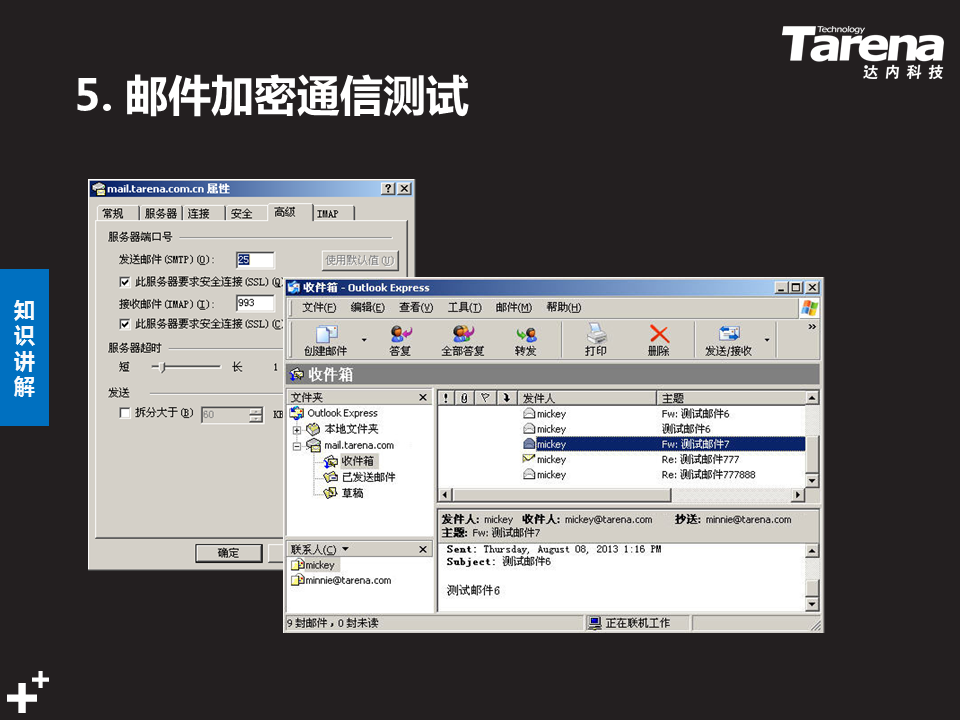 Technology
Tarena
达内科技
5. 邮件加密通信测试
知识讲解
mail.tarena.com.cn 属性
常规 服务器 连接 安全 高级 IMAP
服务器端口号
发送邮件(SMTP)(O): 25 使用默认值(U)
此服务器要求安全连接(SSL)(Q
接收邮件(IMAP)(I): 993
此服务器要求安全连接(SSL)(C
服务器超时
短 长 1
发送
拆分大于(B) 60 KB
确定
收件箱 - Outlook Express
文件(F) 编辑(E) 查看(V) 工具(T) 邮件(M) 帮助(H)
创建邮件 答复 全部答复 转发 打印 删除 发送/接收
收件箱
文件夹
Outlook Express
本地文件夹
mail.tarena.com
收件箱
已发送邮件
草稿
联系人(C)
mickey
minnie@tarena.com
发件人 主题
mickey Fw: 测试邮件6
mickey 测试邮件6
mickey Fw: 测试邮件7
mickey Re: 测试邮件777
mickey Re: 测试邮件777888
发件人: mickey 收件人: mickey@tarena.com 抄送: minnie@tarena.com
主题: Fw: 测试邮件7
Sent: Thursday, August 08, 2013 1:16 PM
Subject: 测试邮件6
测试邮件6
9 封邮件，0 封未读 正在联机工作